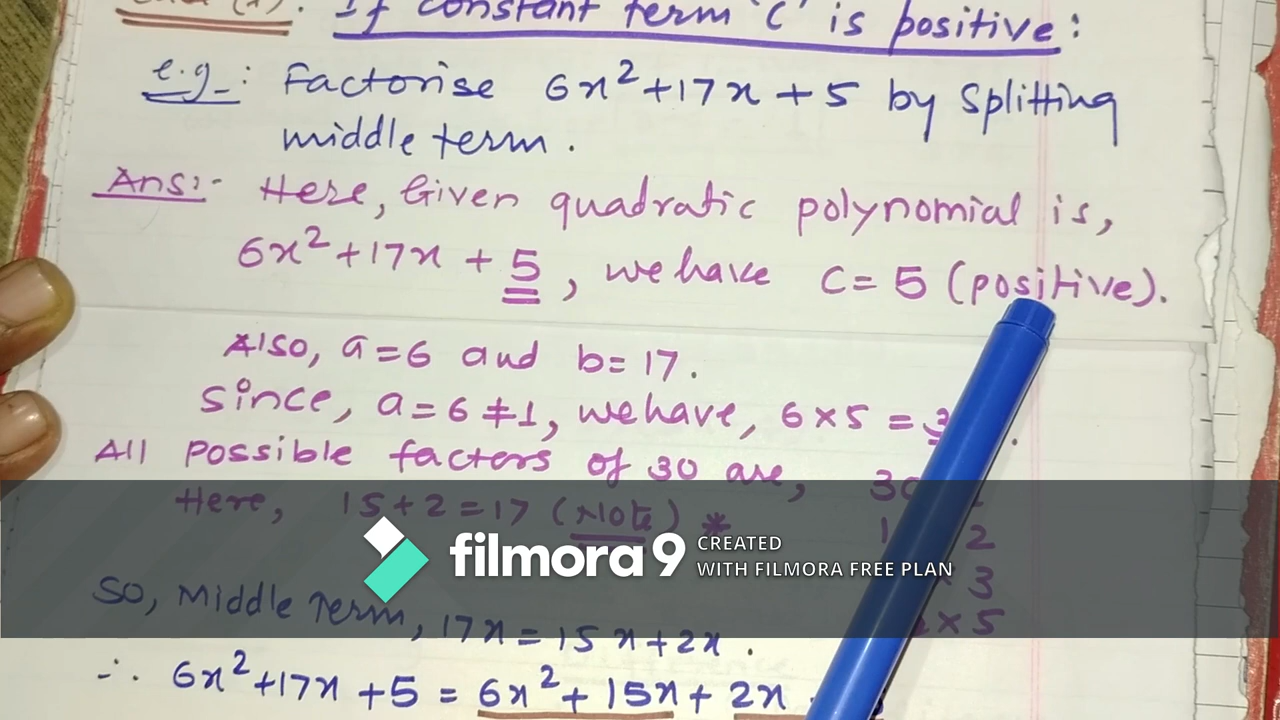 If constant term 'c' is positive:
e.g.: Factorise 6x²+17x+5 by splitting
middle term.
Ans:- Here, Given quadratic polynomial is,
6x²+17x+5, we have c=5 (positive).
Also, a=6 and b=17.
Since, a=6≠1, we have, 6×5=
All possible factors of 30 are,
Here, 15+2=17 (Note) *
2
3
×5
filmora9 CREATED
WITH FILMORA FREE PLAN
So, Middle Term, 17x=15x+2x.
∴ 6x²+17x+5=6x²+15x+2x